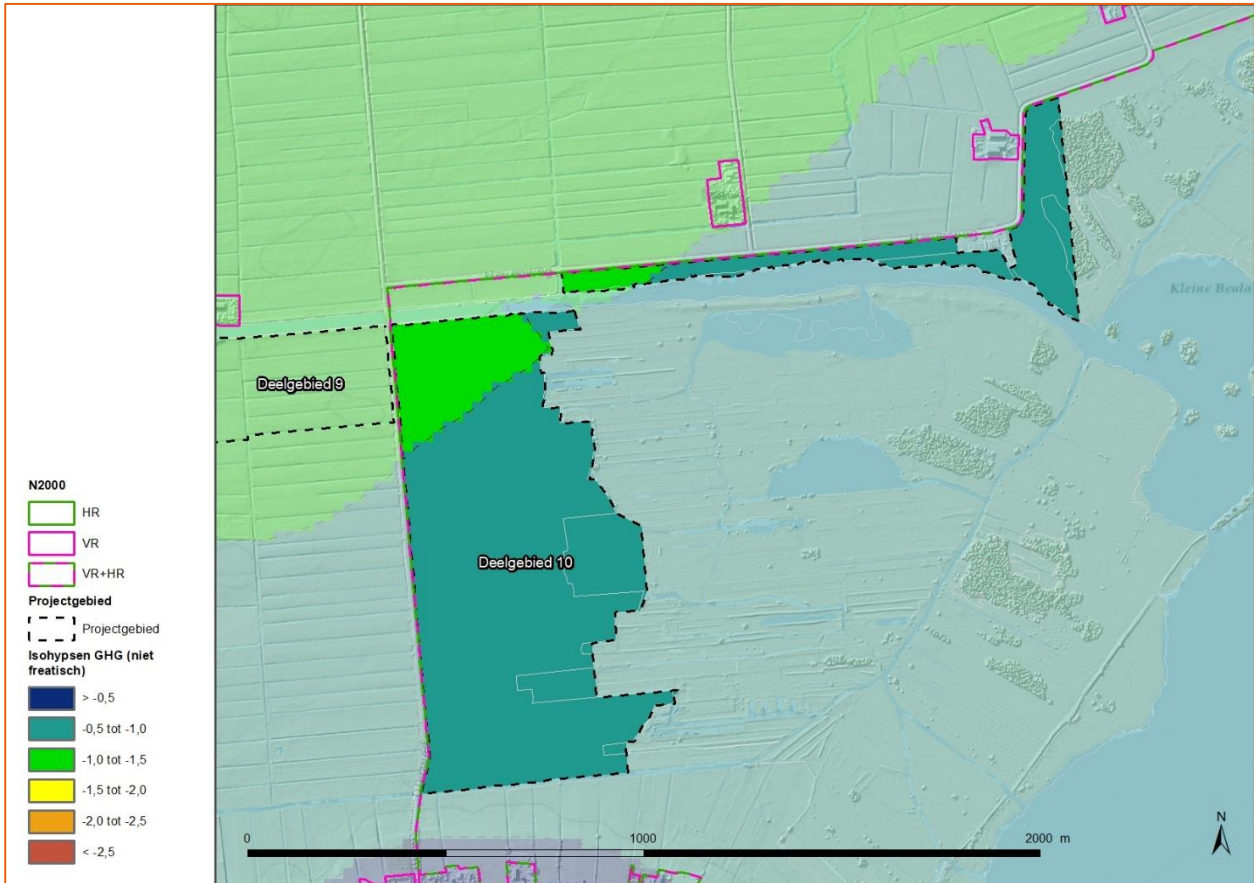 Kleine Beula
Deelgebied 9
Deelgebied 10
N2000
HR
VR
VR+HR
Projectgebied
Projectgebied
Isohypsen GHG (niet
freatisch)
> -0,5
-0,5 tot -1,0
-1,0 tot -1,5
-1,5 tot -2,0
-2,0 tot -2,5
< -2,5
0
1000
2000 m
N